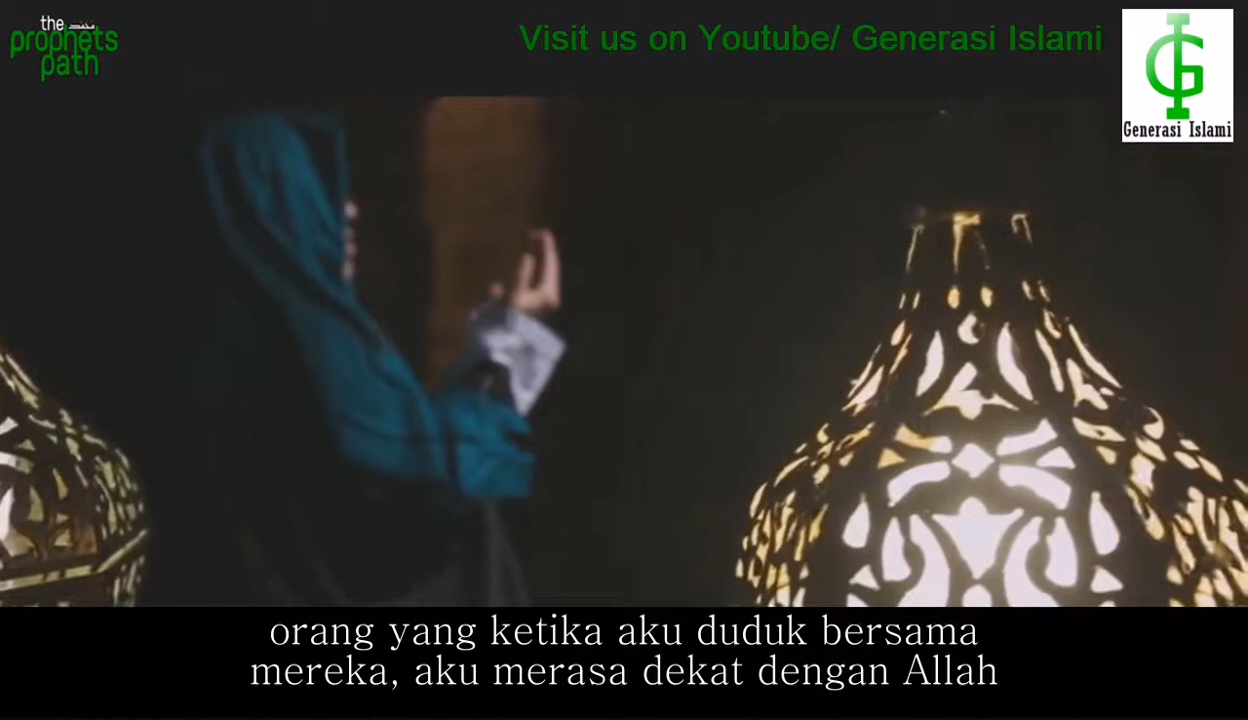 the محمد
prophets
path
Visit us on Youtube/ Generasi Islami
Generasi Islami
orang yang ketika aku duduk bersama
mereka, aku merasa dekat dengan Allah